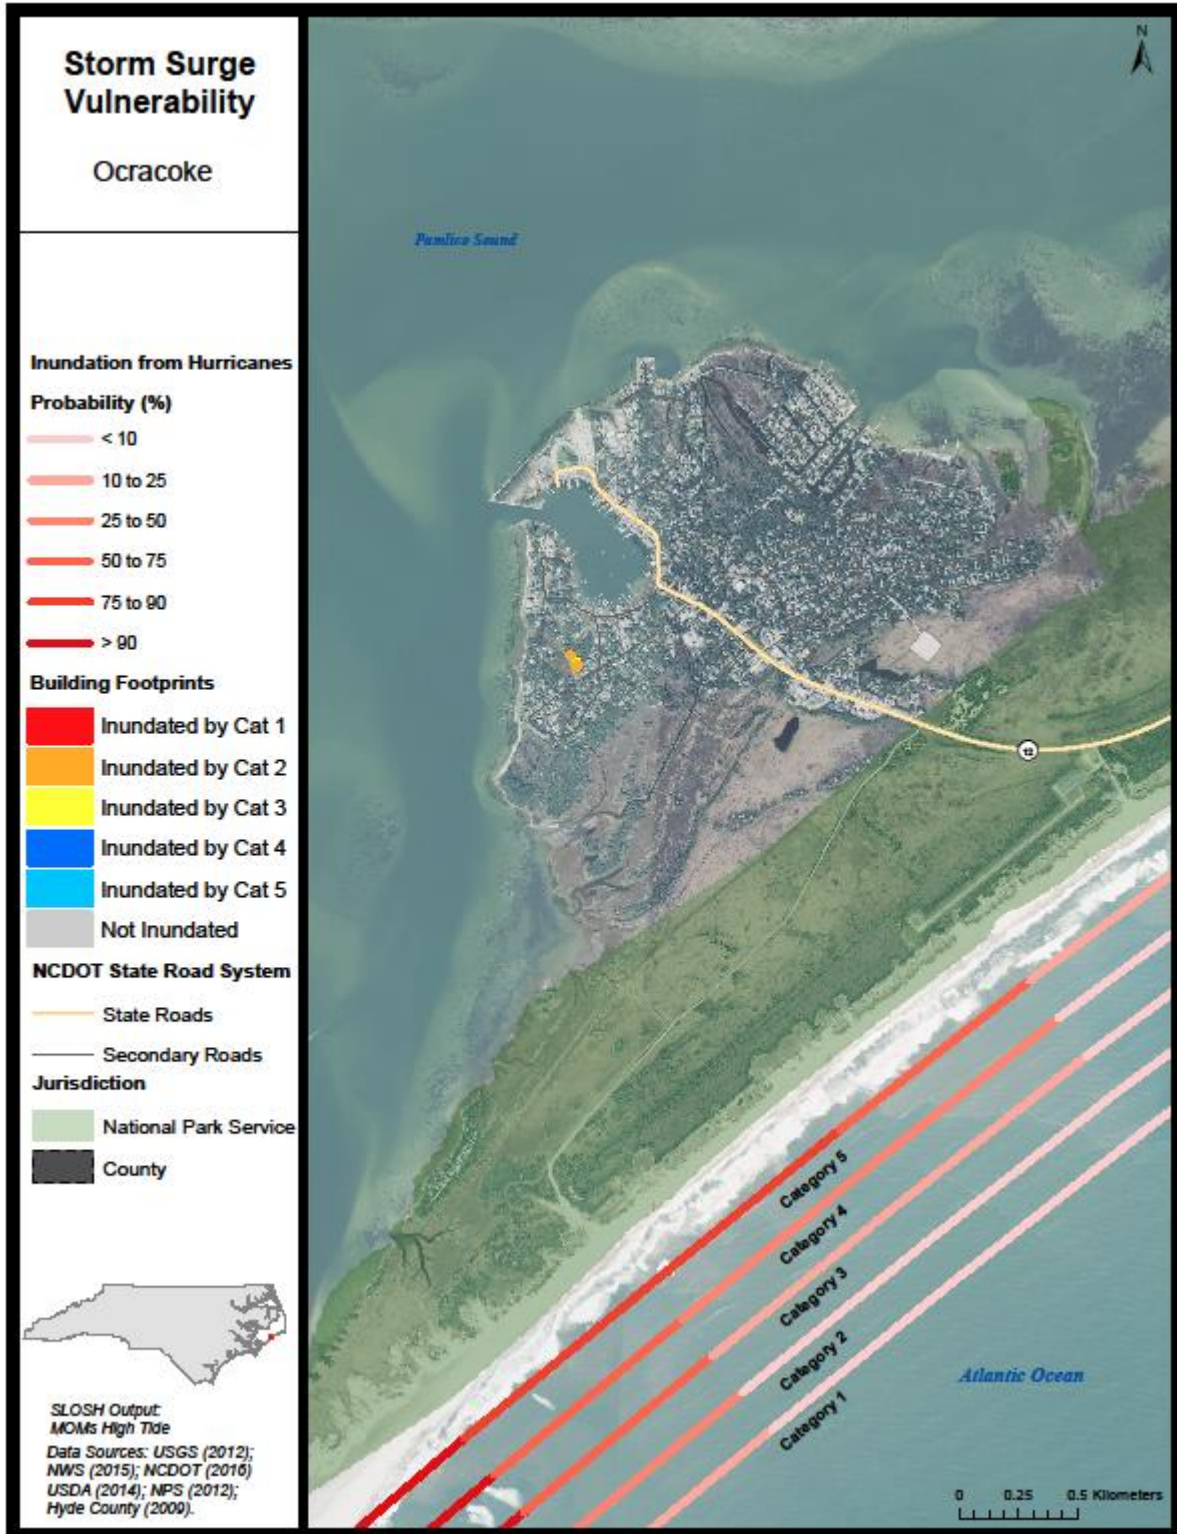 Storm Surge
Vulnerability
Ocracoke
Inundation from Hurricanes
Probability (%)
< 10
10 to 25
25 to 50
50 to 75
75 to 90
> 90
Building Footprints
Inundated by Cat 1
Inundated by Cat 2
Inundated by Cat 3
Inundated by Cat 4
Inundated by Cat 5
Not Inundated
NCDOT State Road System
State Roads
Secondary Roads
Jurisdiction
National Park Service
County
SLOSH Output:
MOMs High Tide
Data Sources: USGS (2012);
NWS (2015); NCDOT (2016)
USDA (2014); NPS (2012);
Hyde County (2009).
N
Pamlico Sound
12
Category 5
Category 4
Category 3
Category 2
Category 1
Atlantic Ocean
0 0.25 0.5 Kilometers